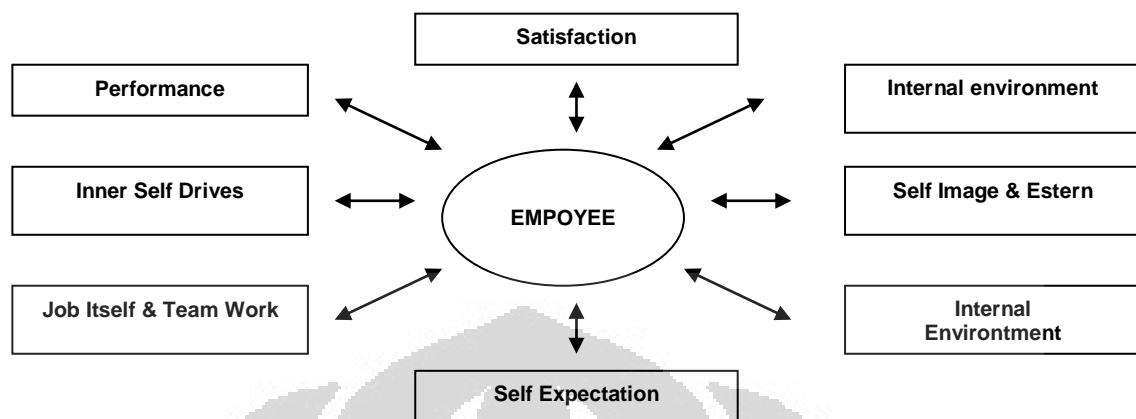 Satisfaction
Performance
Internal environment
Inner Self Drives
EMPOYEE
Self Image & Estern
Job Itself & Team Work
Internal
Environtment
Self Expectation